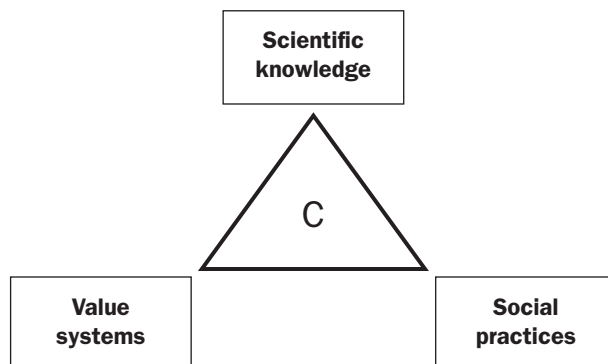 Scientific
knowledge
C
Value
systems
Social
practices